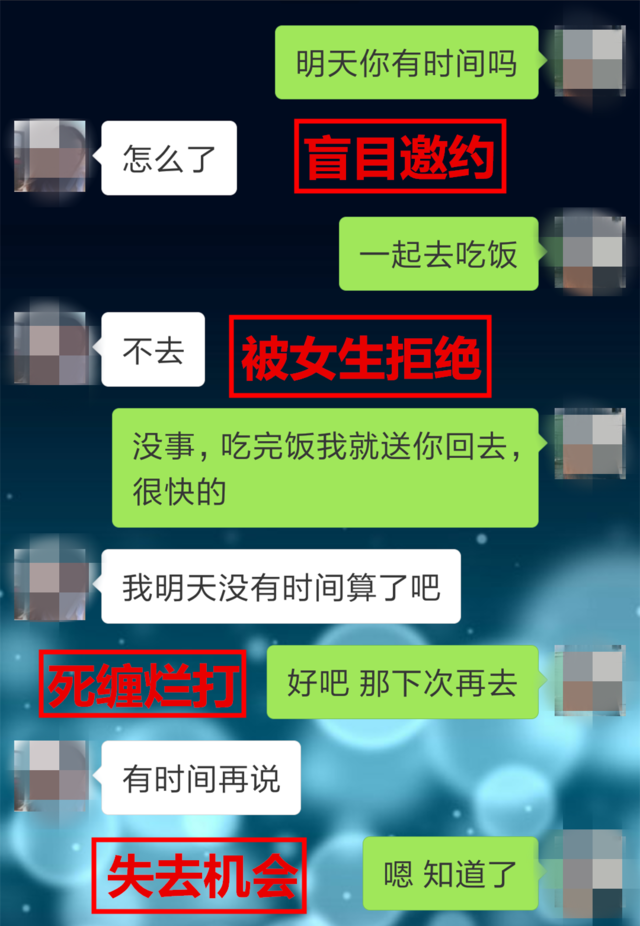 明天你有时间吗
怎么了
盲目邀约
一起去吃饭
不去
被女生拒绝
没事，吃完饭我就送你回去，
很快的
我明天没有时间算了吧
死缠烂打
好吧 那下次再去
有时间再说
失去机会
嗯 知道了